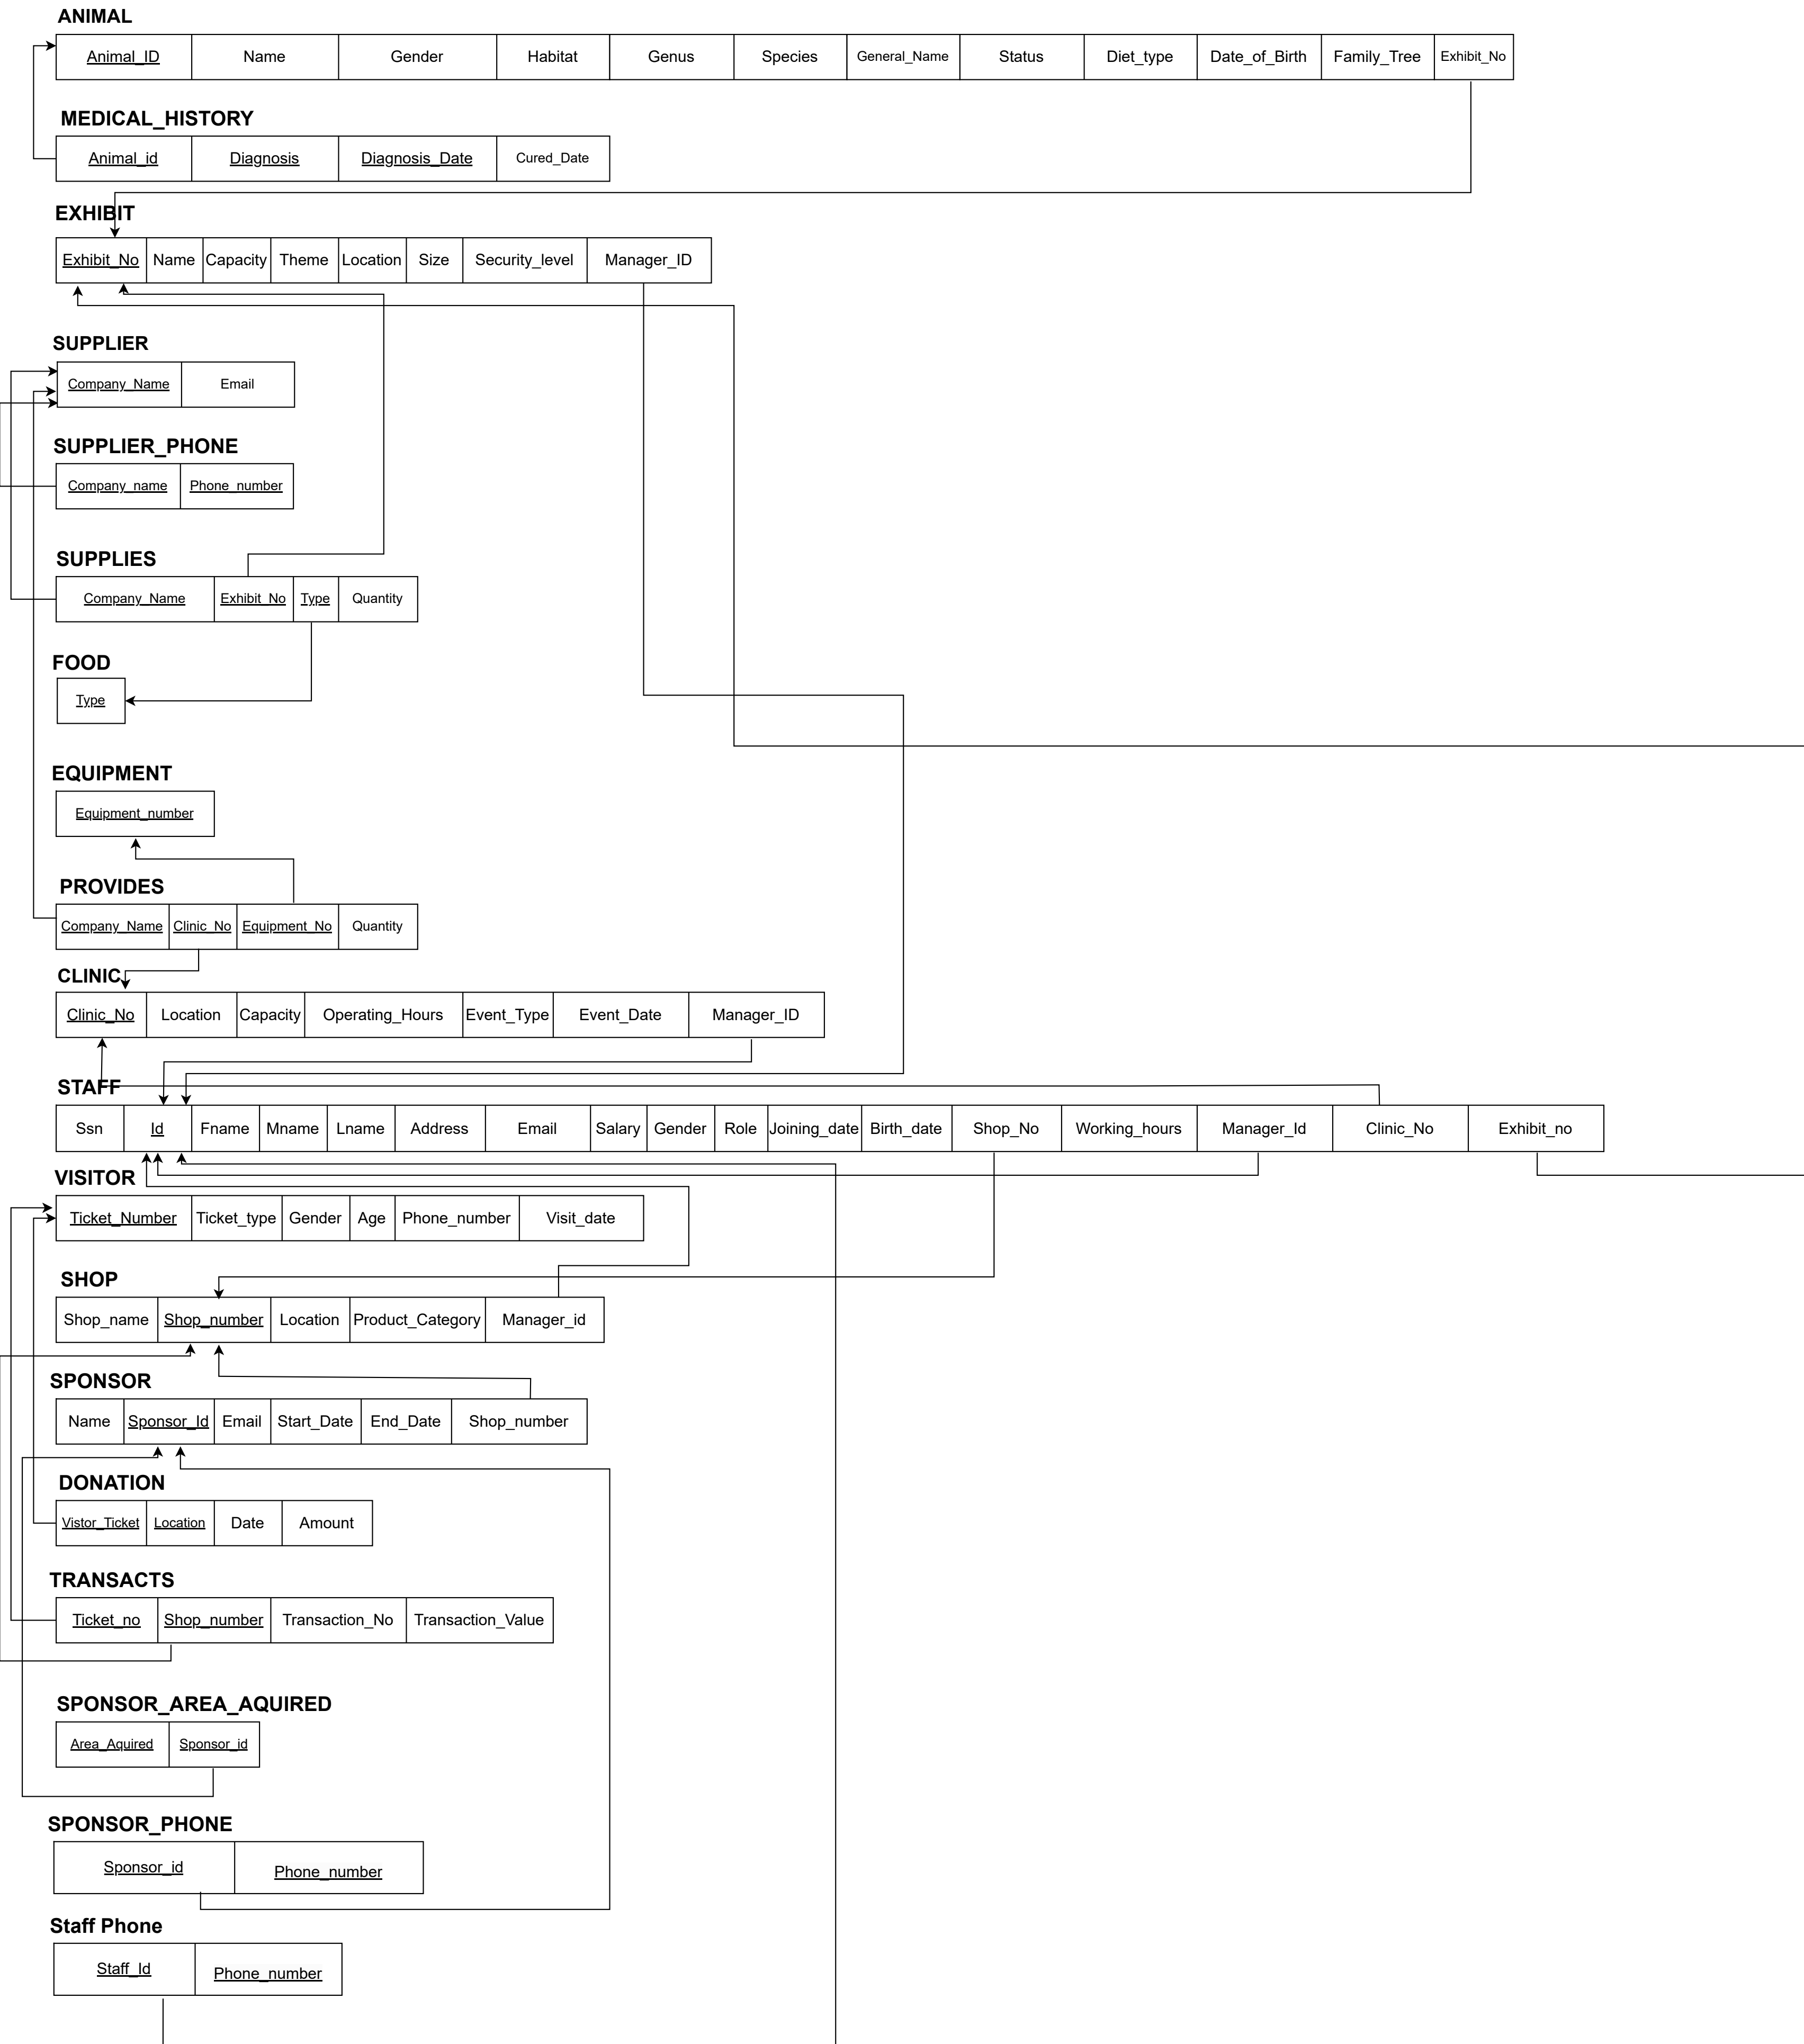 ANIMAL
Animal_ID Name Gender Habitat Genus Species General_Name Status Diet_type Date_of_Birth Family_Tree Exhibit_No
MEDICAL_HISTORY
Animal_id Diagnosis Diagnosis_Date Cured_Date
EXHIBIT
Exhibit_No Name Capacity Theme Location Size Security_level Manager_ID
SUPPLIER
Company_Name Email
SUPPLIER_PHONE
Company_name Phone_number
SUPPLIES
Company_Name Exhibit_No Type Quantity
FOOD
Type
EQUIPMENT
Equipment_number
PROVIDES
Company_Name Clinic_No Equipment_No Quantity
CLINIC
Clinic_No Location Capacity Operating_Hours Event_Type Event_Date Manager_ID
STAFF
Ssn Id Fname Mname Lname Address Email Salary Gender Role Joining_date Birth_date Shop_No Working_hours Manager_Id Clinic_No Exhibit_no
VISITOR
Ticket_Number Ticket_type Gender Age Phone_number Visit_date
SHOP
Shop_name Shop_number Location Product_Category Manager_id
SPONSOR
Name Sponsor_Id Email Start_Date End_Date Shop_number
DONATION
Vistor_Ticket Location Date Amount
TRANSACTS
Ticket_no Shop_number Transaction_No Transaction_Value
SPONSOR_AREA_AQUIRED
Area_Aquired Sponsor_id
SPONSOR_PHONE
Sponsor_id Phone_number
Staff Phone
Staff_Id Phone_number